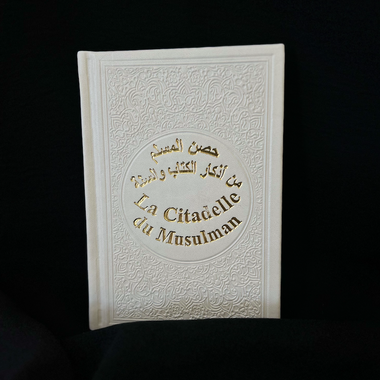 حصن المسلم
من أذكار الكتاب والسنة
La Citadelle
du Musulman